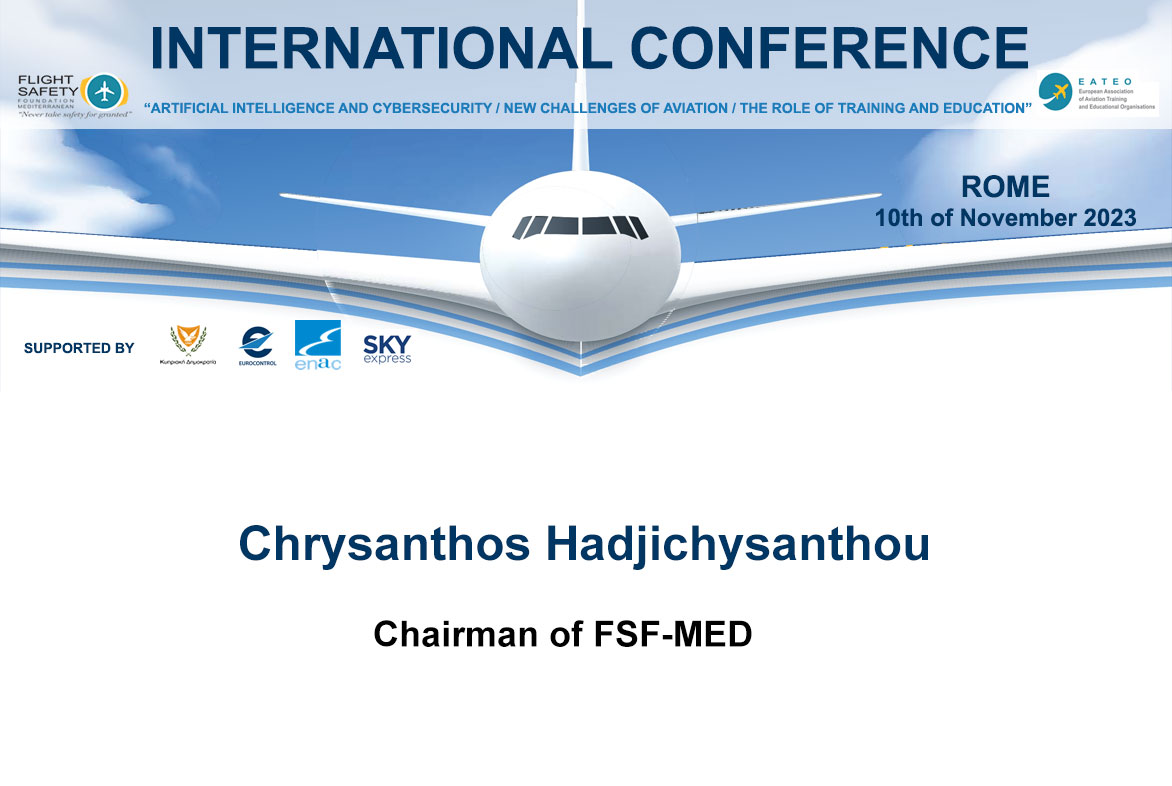 INTERNATIONAL CONFERENCE
FLIGHT
SAFETY
FOUNDATION
MEDITERRANEAN
"Never take safety for granted"
“ARTIFICIAL INTELLIGENCE AND CYBERSECURITY / NEW CHALLENGES OF AVIATION / THE ROLE OF TRAINING AND EDUCATION”
EATEO
European Association
of Aviation Training
and Educational Organisations
ROME
10th of November 2023
SUPPORTED BY
Κυπριακή Δημοκρατία
EUROCONTROL
enac
SKY
express
Chrysanthos Hadjichysanthou
Chairman of FSF-MED